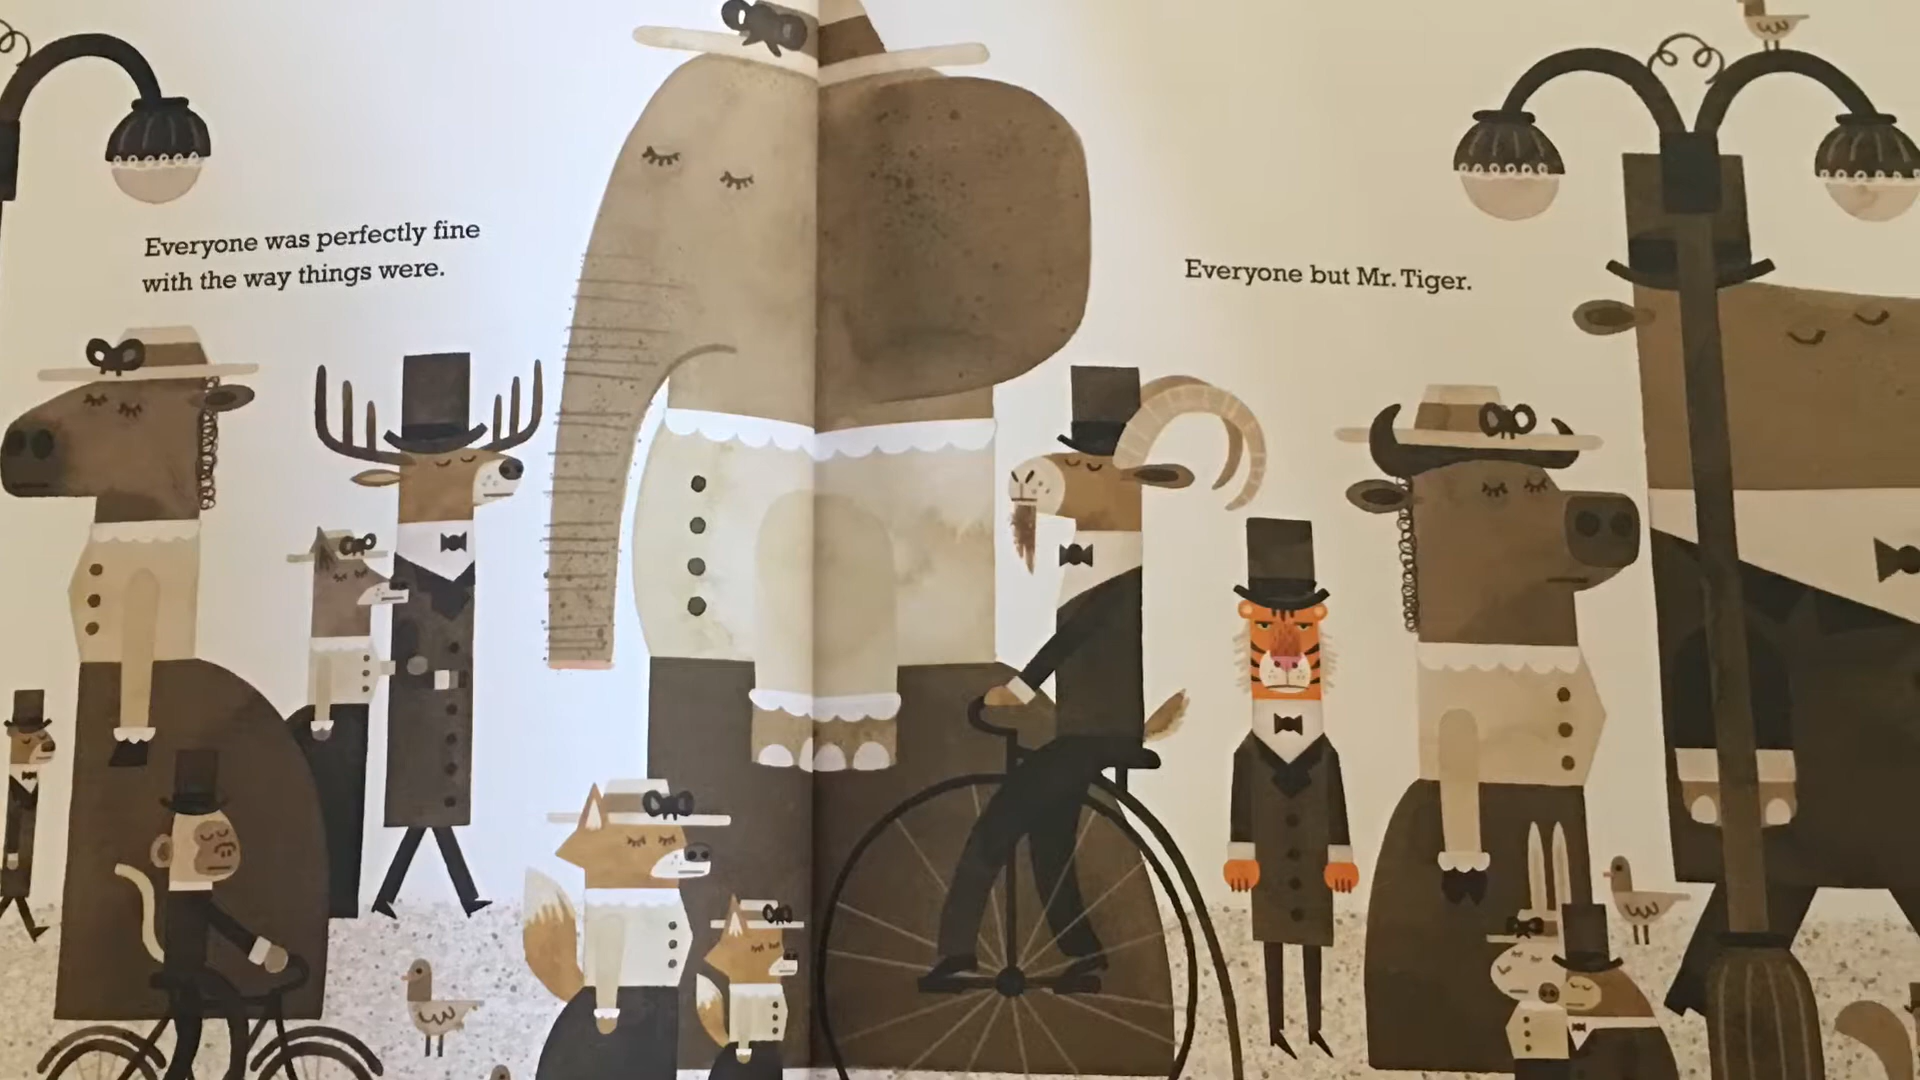 Everyone was perfectly fine
with the way things were.
Everyone but Mr. Tiger.